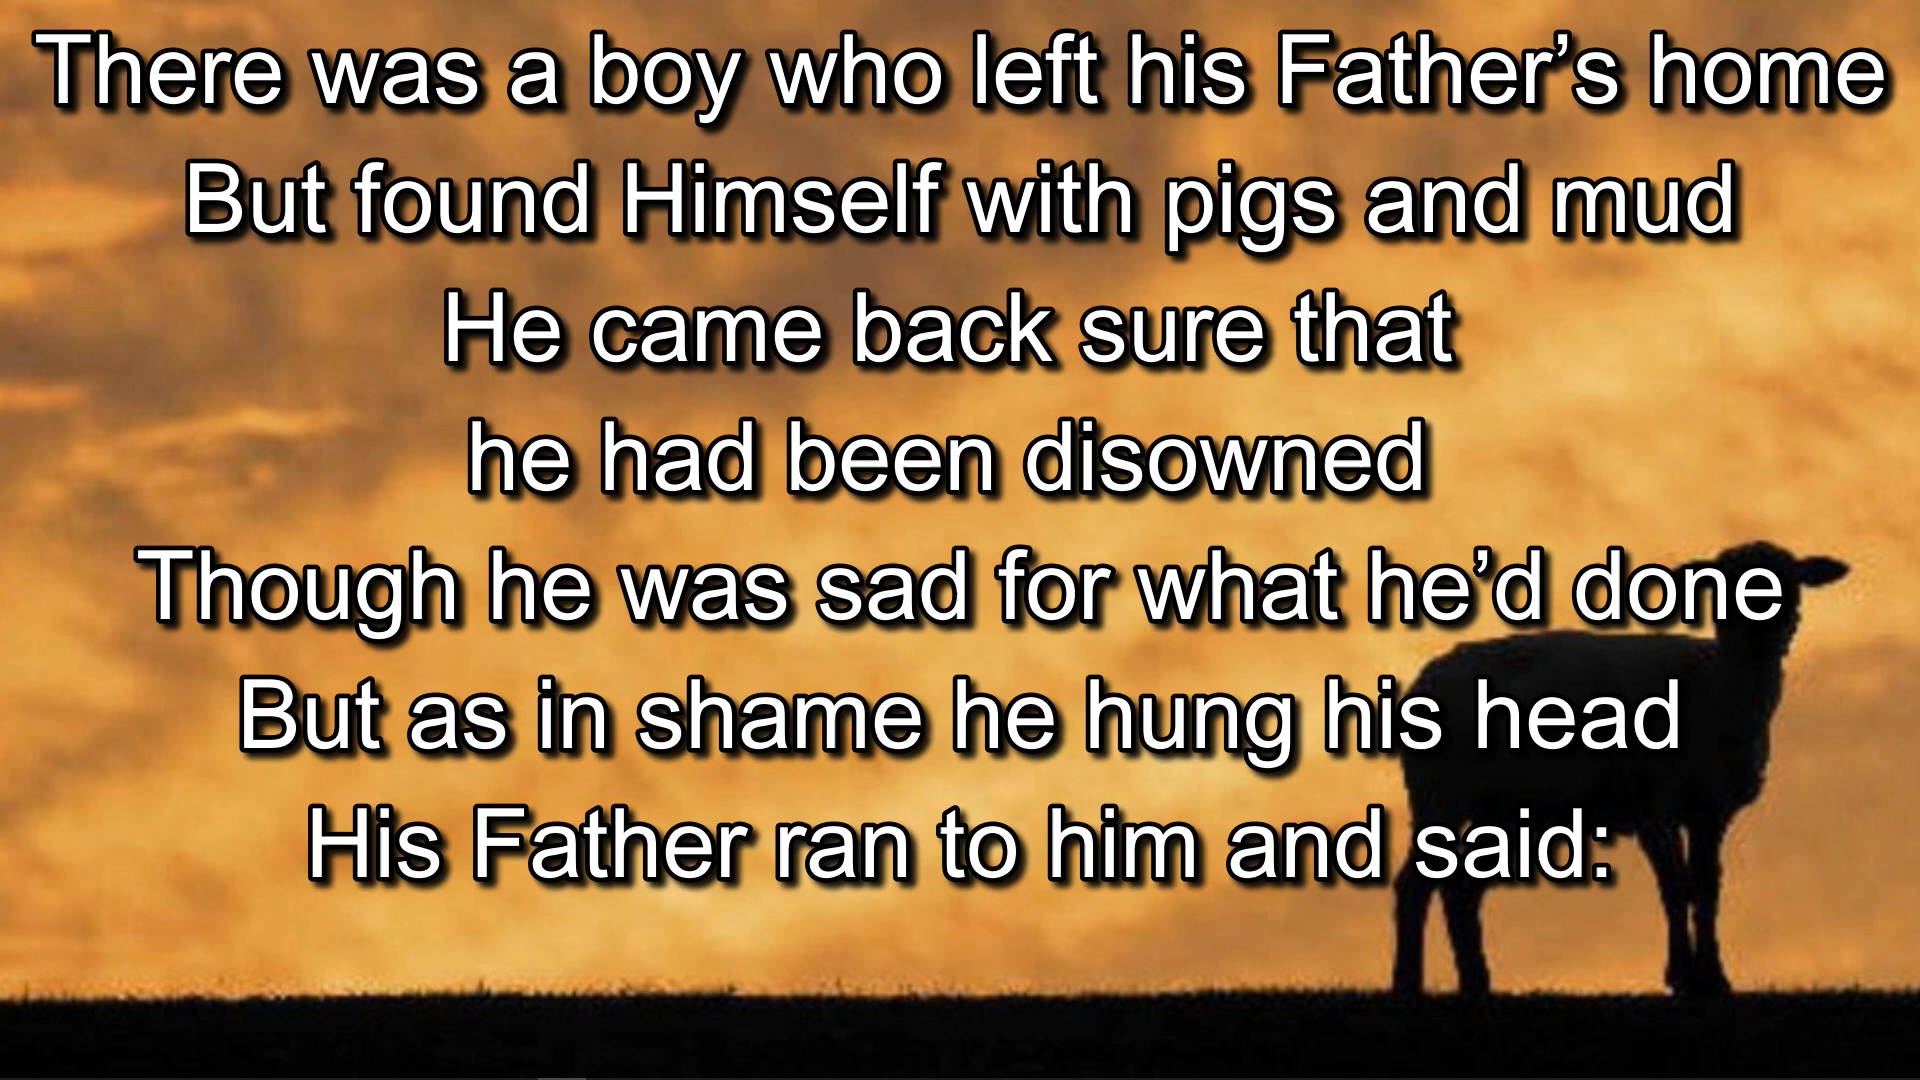 There was a boy who left his Father’s home
But found Himself with pigs and mud
He came back sure that
he had been disowned
Though he was sad for what he’d done
But as in shame he hung his head
His Father ran to him and said: